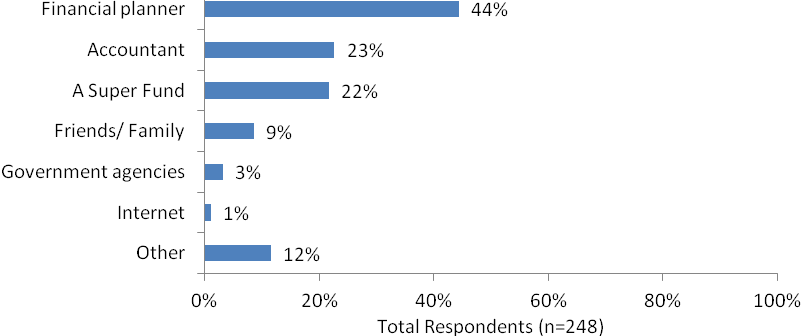 Financial planner 44%
Accountant 23%
A Super Fund 22%
Friends/ Family 9%
Government agencies 3%
Internet 1%
Other 12%
0% 20% 40% 60% 80% 100%
Total Respondents (n=248)